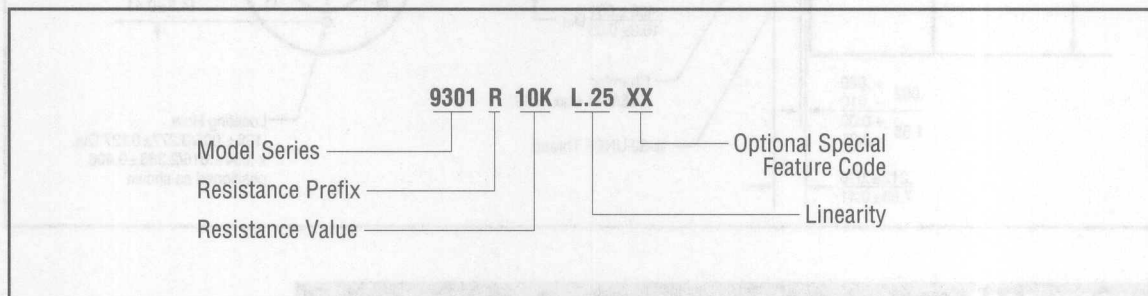 9301 R 10K L.25 XX
Model Series
Resistance Prefix
Resistance Value
Optional Special
Feature Code
Linearity